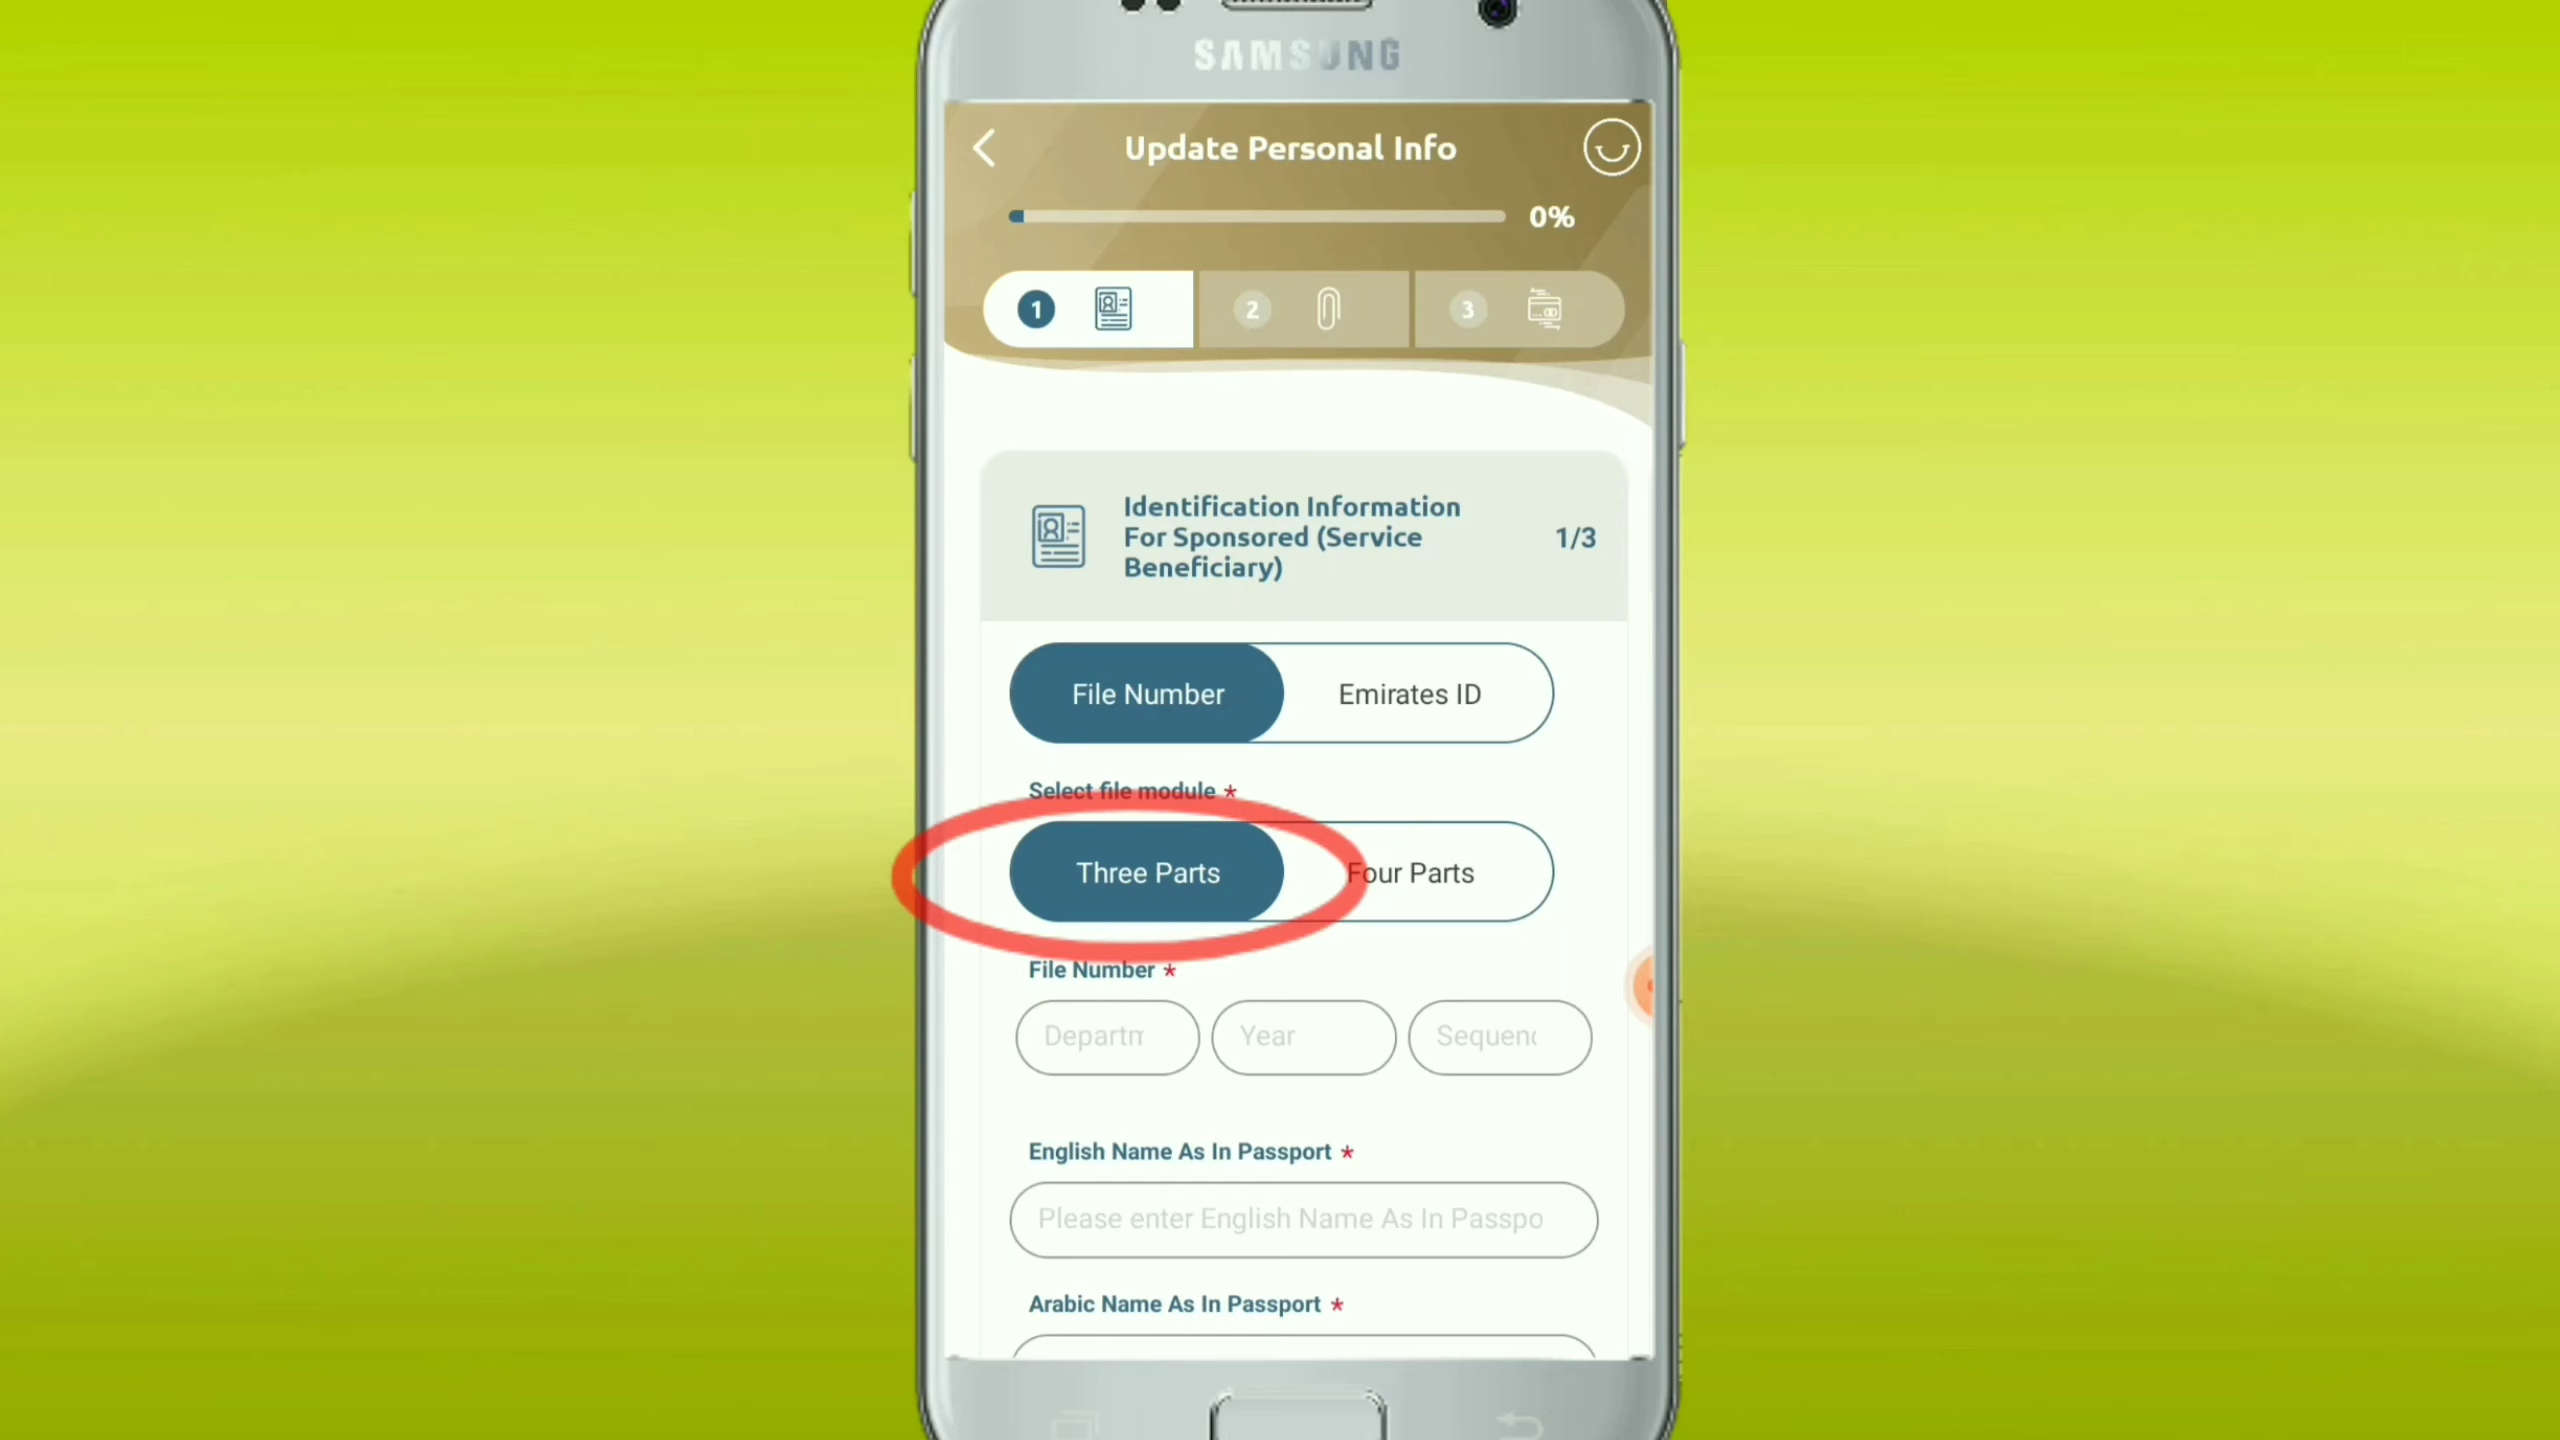 SAMSUNG
Update Personal Info
0%
1
2
3
Identification Information
For Sponsored (Service
Beneficiary)
1/3
File Number
Emirates ID
Select file module *
Three Parts
Four Parts
File Number *
Departm
Year
Sequenc
English Name As In Passport *
Please enter English Name As In Passpo
Arabic Name As In Passport *